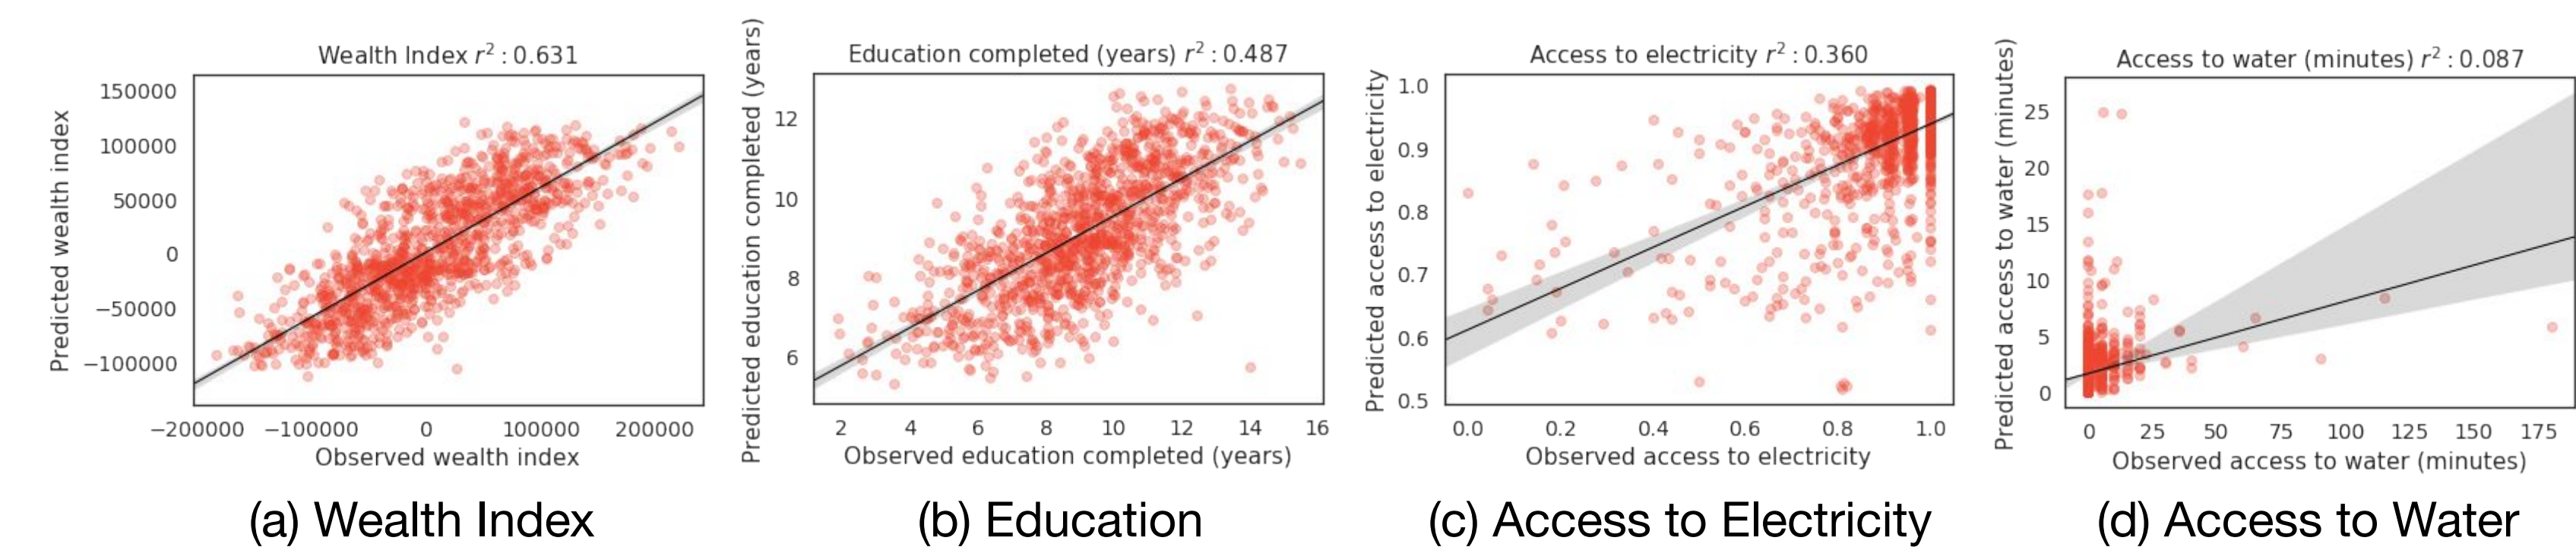 Wealth Index r² : 0.631
Predicted wealth index
150000
100000
50000
0
−50000
−100000
−200000 −100000 0 100000 200000
Observed wealth index
(a) Wealth Index
Education completed (years) r² : 0.487
Predicted education completed (years)
12
10
8
6
2 4 6 8 10 12 14 16
Observed education completed (years)
(b) Education
Access to electricity r² : 0.360
Predicted access to electricity
1.0
0.9
0.8
0.7
0.6
0.5
0.0 0.2 0.4 0.6 0.8 1.0
Observed access to electricity
(c) Access to Electricity
Access to water (minutes) r² : 0.087
Predicted access to water (minutes)
25
20
15
10
5
0
0 25 50 75 100 125 150 175
Observed access to water (minutes)
(d) Access to Water